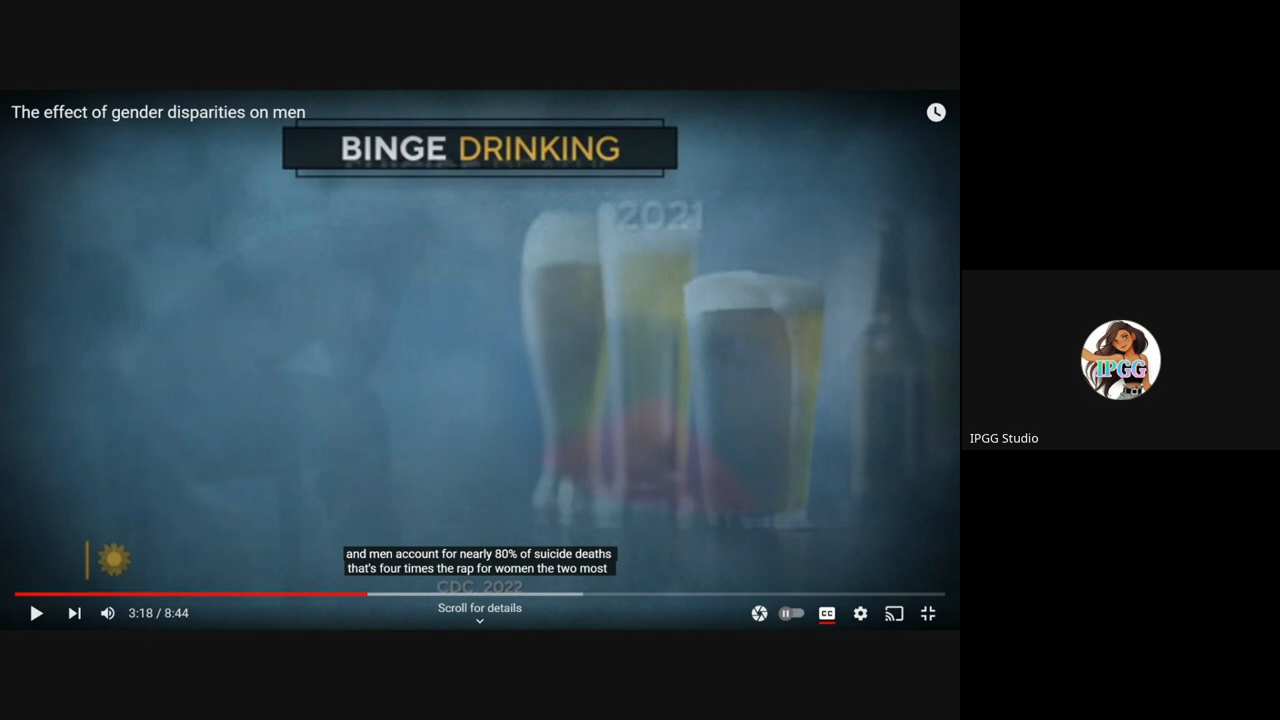 The effect of gender disparities on men
BINGE DRINKING
2021
and men account for nearly 80% of suicide deaths
that's four times the rap for women the two most
CDC, 2022
3:18 / 8:44
Scroll for details
CC
IPGG
IPGG Studio